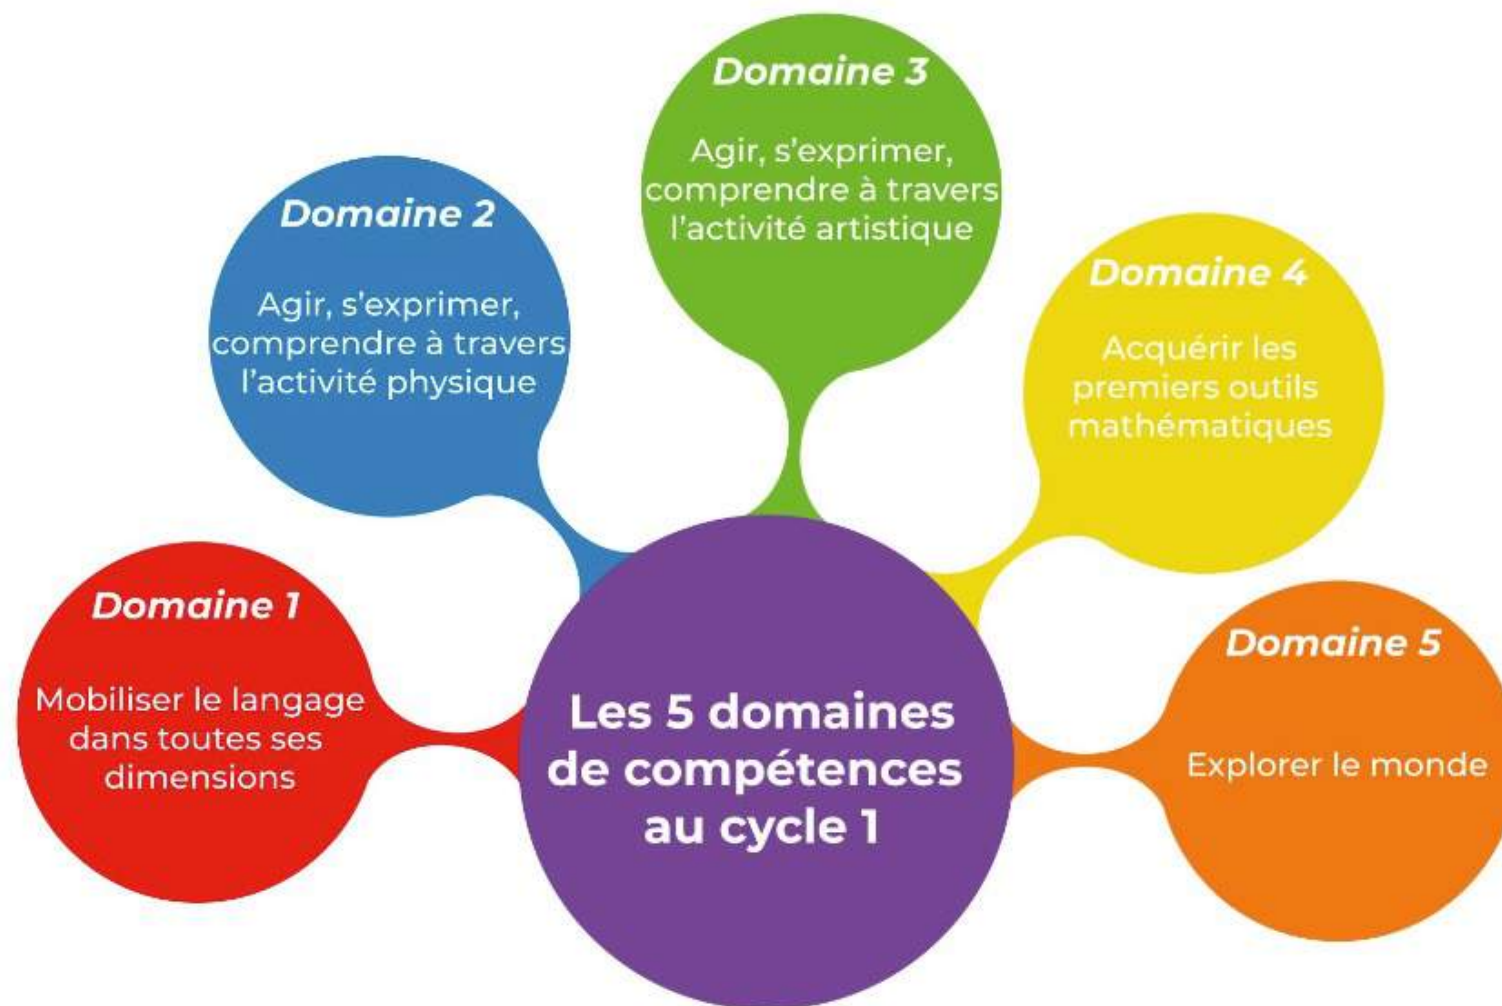 Domaine 1
Mobiliser le langage
dans toutes ses
dimensions
Domaine 2
Agir, s'exprimer,
comprendre à travers
l'activité physique
Domaine 3
Agir, s'exprimer,
comprendre à travers
l'activité artistique
Domaine 4
Acquérir les
premiers outils
mathématiques
Domaine 5
Explorer le monde
Les 5 domaines
de compétences
au cycle 1